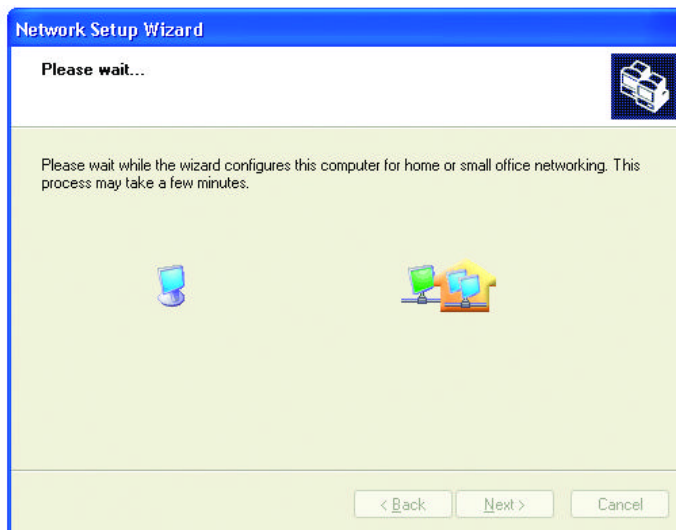 Network Setup Wizard
Please wait...
Please wait while the wizard configures this computer for home or small office networking. This
process may take a few minutes.
< Back Next > Cancel